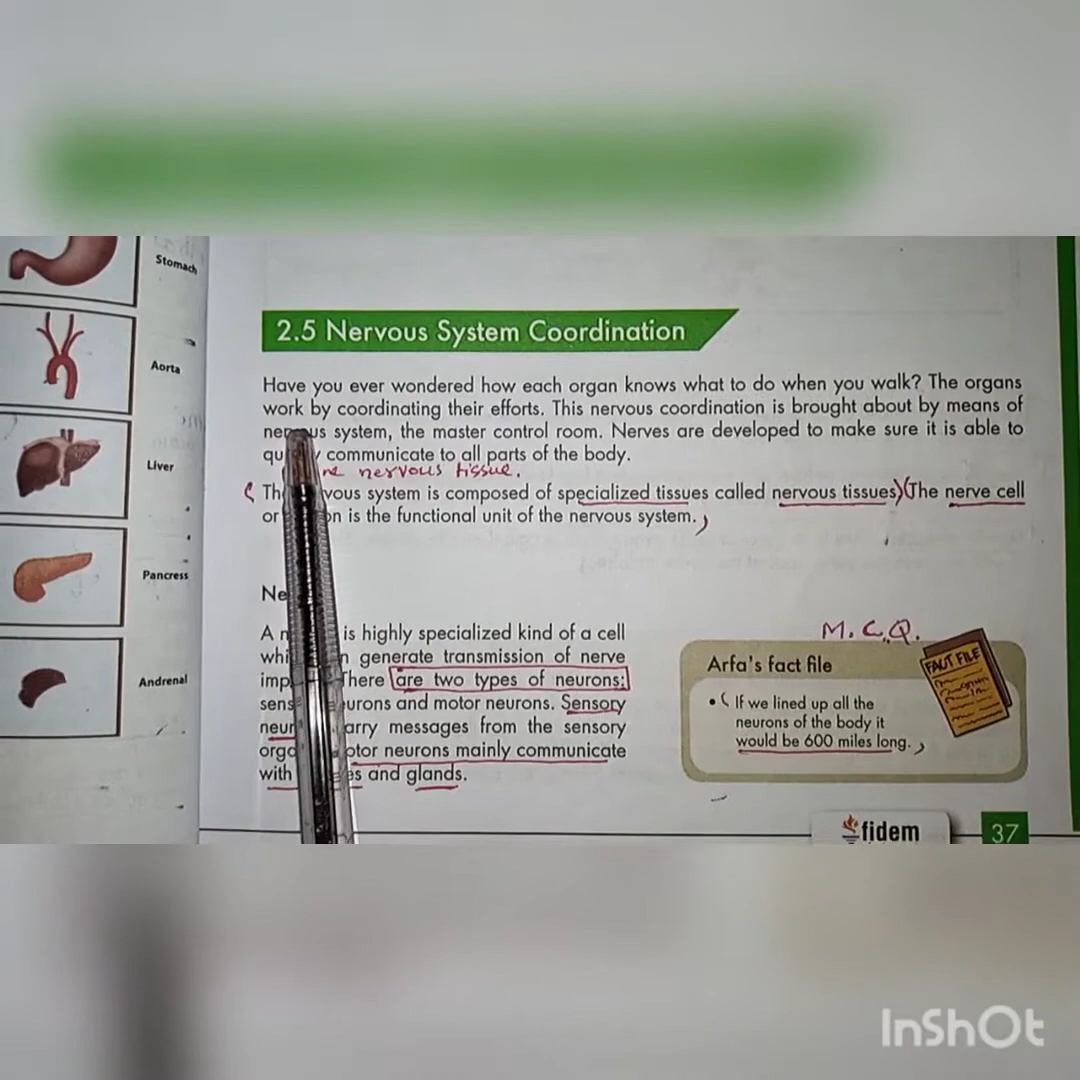 Stomach
Aorta
Liver
Pancress
Andrenal
2.5 Nervous System Coordination
Have you ever wondered how each organ knows what to do when you walk? The organs
work by coordinating their efforts. This nervous coordination is brought about by means of
system, the master control room. Nerves are developed to make sure it is able to
communicate to all parts of the body.
nervous tissue.
system is composed of specialized tissues called nervous tissues) (The nerve cell
or is the functional unit of the nervous system.)
A is highly specialized kind of a cell
generate transmission of nerve
There are two types of neurons:
and motor neurons. Sensory
messages from the sensory
neurons mainly communicate
with and glands.
M.C.Q.
Arfa's fact file
FACT FILE
• (If we lined up all the
neurons of the body it
would be 600 miles long.)
fidem
37
InShOt